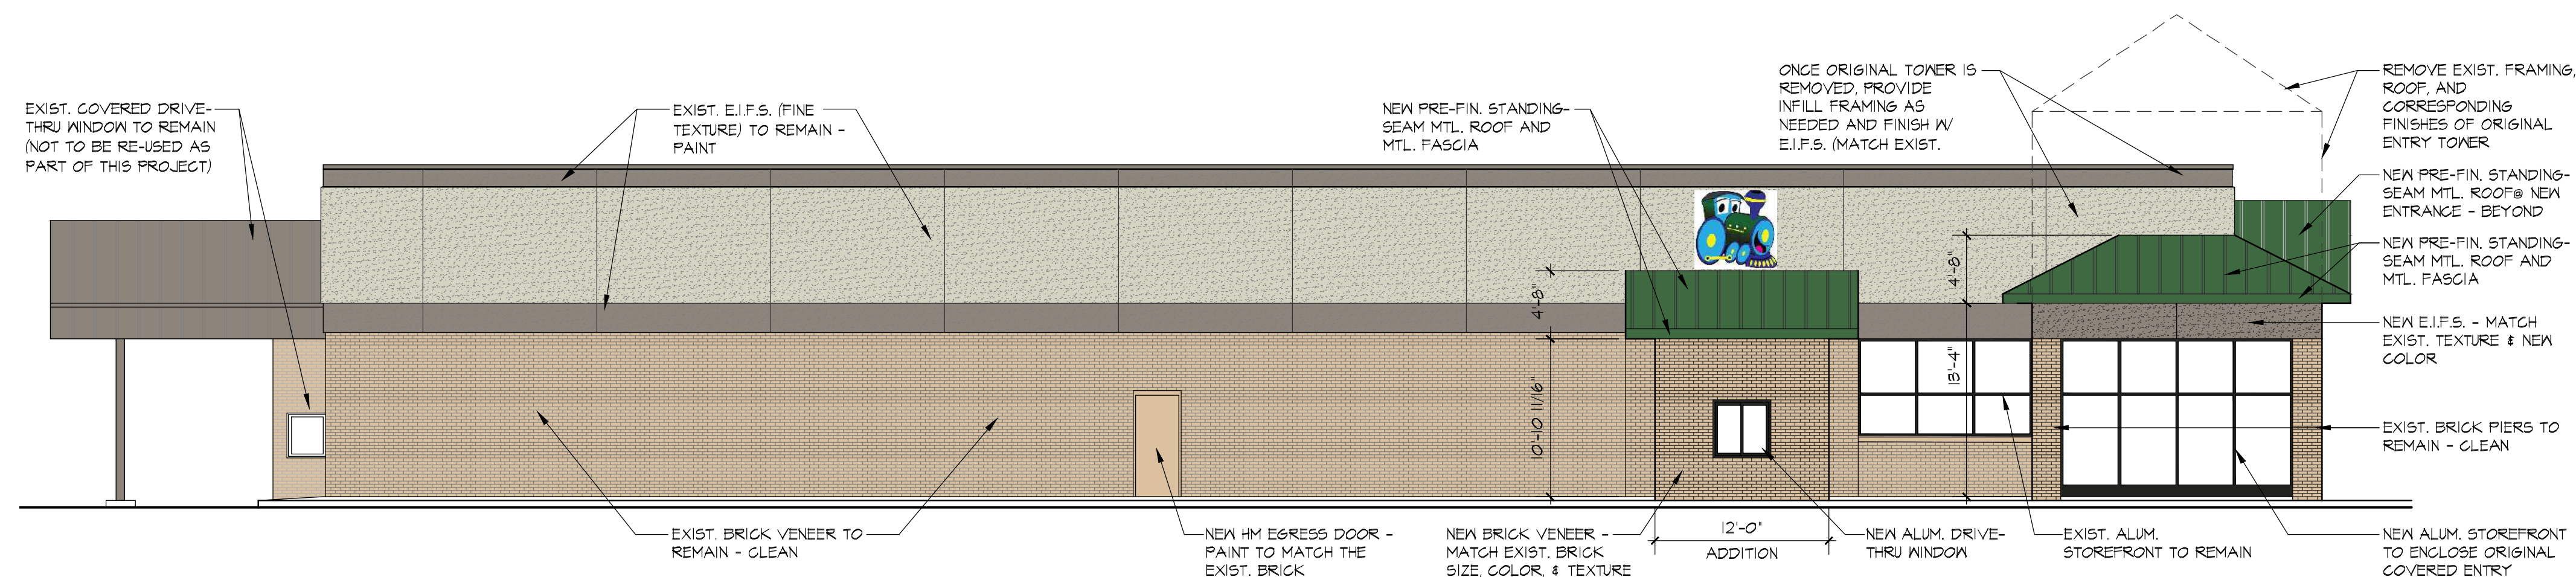 EXIST. COVERED DRIVE-
THRU WINDOW TO REMAIN
(NOT TO BE RE-USED AS
PART OF THIS PROJECT)
EXIST. E.I.F.S. (FINE
TEXTURE) TO REMAIN -
PAINT
NEW PRE-FIN. STANDING-
SEAM MTL. ROOF AND
MTL. FASCIA
ONCE ORIGINAL TOWER IS
REMOVED, PROVIDE
INFILL FRAMING AS
NEEDED AND FINISH W/
E.I.F.S. (MATCH EXIST.
REMOVE EXIST. FRAMING,
ROOF, AND
CORRESPONDING
FINISHES OF ORIGINAL
ENTRY TOWER
NEW PRE-FIN. STANDING-
SEAM MTL. ROOF@ NEW
ENTRANCE - BEYOND
NEW PRE-FIN. STANDING-
SEAM MTL. ROOF AND
MTL. FASCIA
NEW E.I.F.S. - MATCH
EXIST. TEXTURE & NEW
COLOR
EXIST. BRICK PIERS TO
REMAIN - CLEAN
4'-8"
10'-10 11/16"
4'-8"
13'-4"
EXIST. BRICK VENEER TO
REMAIN - CLEAN
NEW HM EGRESS DOOR -
PAINT TO MATCH THE
EXIST. BRICK
NEW BRICK VENEER -
MATCH EXIST. BRICK
SIZE, COLOR, & TEXTURE
12'-0"
ADDITION
NEW ALUM. DRIVE-
THRU WINDOW
EXIST. ALUM.
STOREFRONT TO REMAIN
NEW ALUM. STOREFRONT
TO ENCLOSE ORIGINAL
COVERED ENTRY